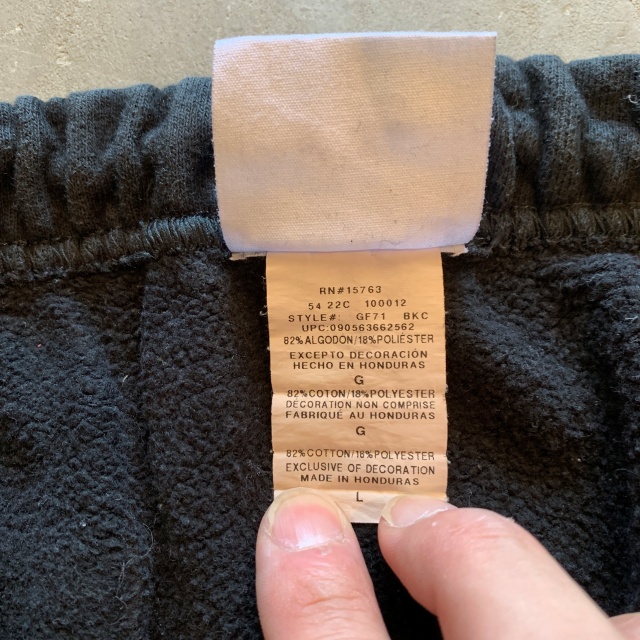 RN#15763
54 22C 100012
STYLE#: GF71 BKC
UPC:090563662562
82%ALGODON/18%POLIÉSTER
EXCEPTO DECORACIÓN
HECHO EN HONDURAS
G
82%COTON/18%POLYESTER
DÉCORATION NON COMPRISE
FABRIQUÉ AU HONDURAS
G
82%COTTON/18%POLYESTER
EXCLUSIVE OF DECORATION
MADE IN HONDURAS
L